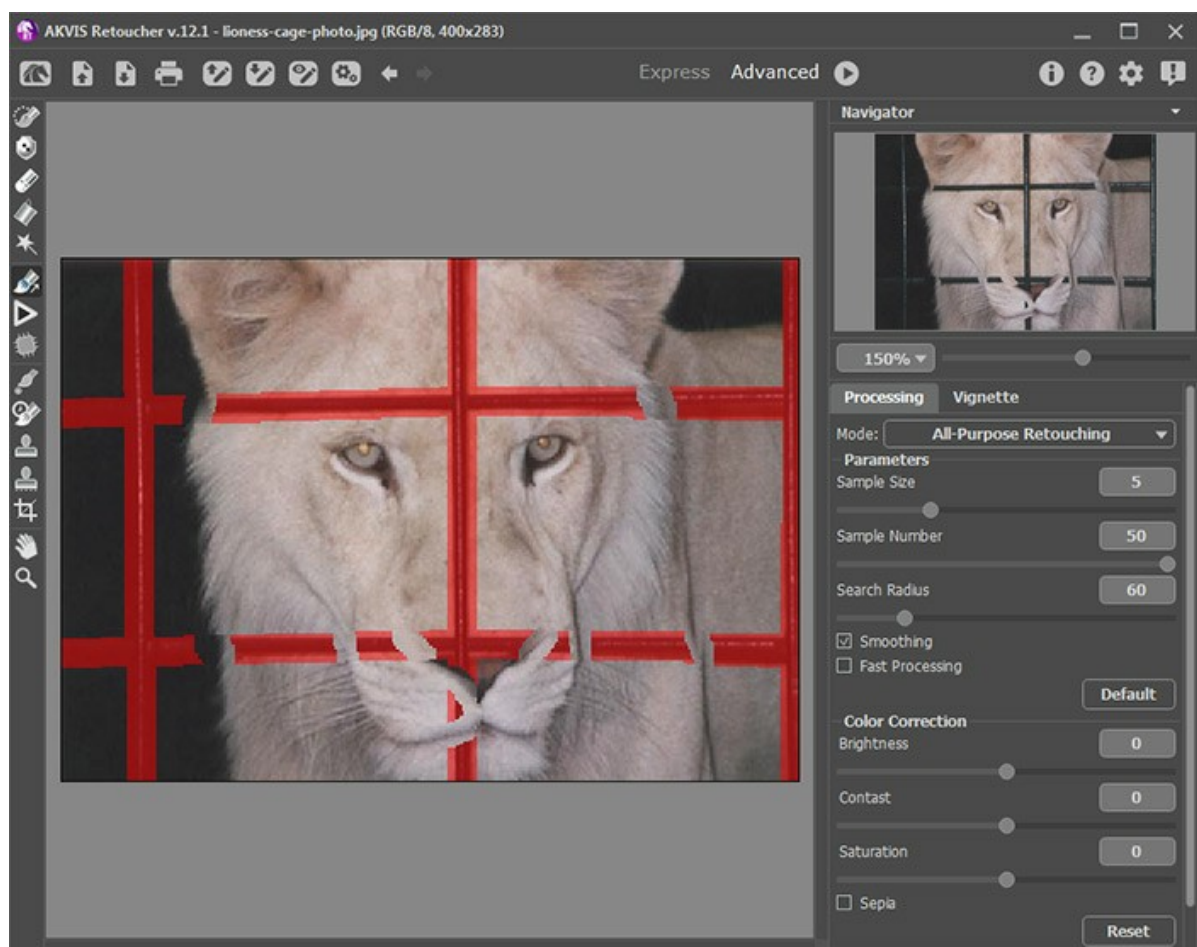 AKVIS Retoucher v.12.1 - lioness-cage-photo.jpg (RGB/8, 400x283)
Express Advanced
Navigator
150%
Processing Vignette
Mode: All-Purpose Retouching
Parameters
Sample Size 5
Sample Number 50
Search Radius 60
Smoothing
Fast Processing
Default
Color Correction
Brightness 0
Contast 0
Saturation 0
Sepia
Reset